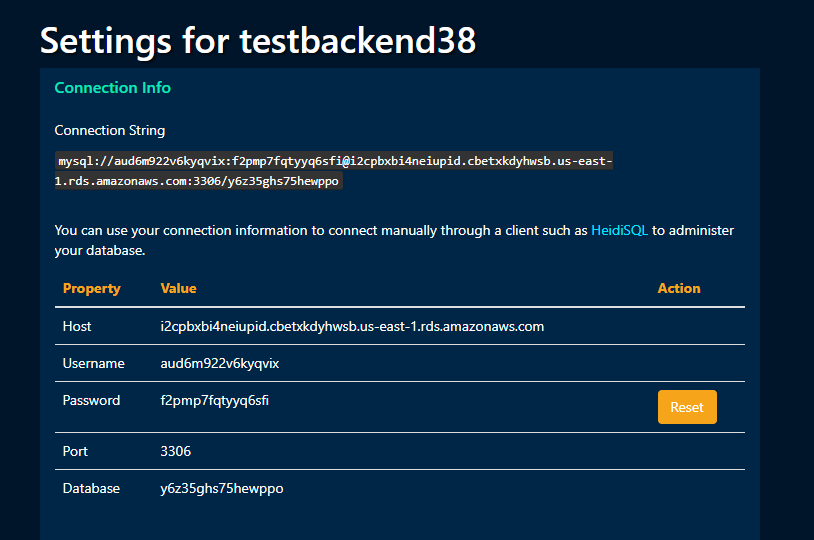 Settings for testbackend38
Connection Info
Connection String
mysql://aud6m922v6kyqvix:f2pmp7fqtyyq6sfi@i2cpbxbi4neiupid.cbetxkdyhwsb.us-east-
1.rds.amazonaws.com:3306/y6z35ghs75hewppo
You can use your connection information to connect manually through a client such as HeidiSQL to administer
your database.
Property Value Action
Host i2cpbxbi4neiupid.cbetxkdyhwsb.us-east-1.rds.amazonaws.com
Username aud6m922v6kyqvix
Password f2pmp7fqtyyq6sfi Reset
Port 3306
Database y6z35ghs75hewppo